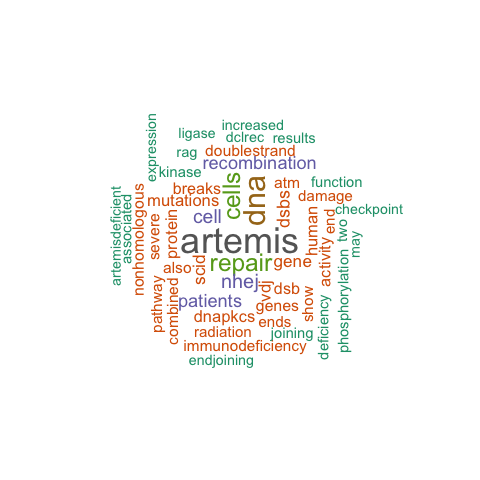 increased
ligase
dclrec
results
expression
rag
doublestrand
kinase
recombination
breaks
cells
dna
atm
function
mutations
dsbs
damage
artemisdeficient
associated
nonhomologous
severe
protein
cell
human
end
checkpoint
artemis
two
may
also
scid
repair
gene
activity
phosphorylation
pathway
combined
nhej
vdj
dsb
show
patients
genes
deficiency
dnapkcs
ends
radiation
joining
immunodeficiency
endjoining